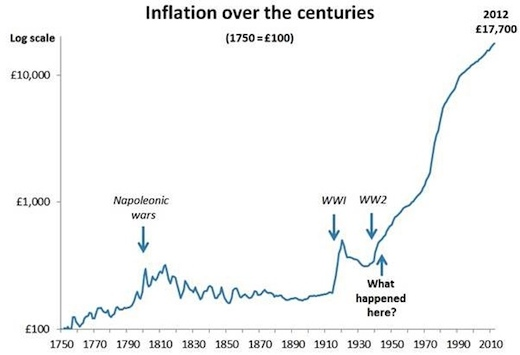 Inflation over the centuries
2012
£17,700
Log scale
(1750 = £100)
£10,000
£1,000
£100
Napoleonic
wars
WWI
WW2
What
happened
here?
1750 1770 1790 1810 1830 1850 1870 1890 1910 1930 1950 1970 1990 2010